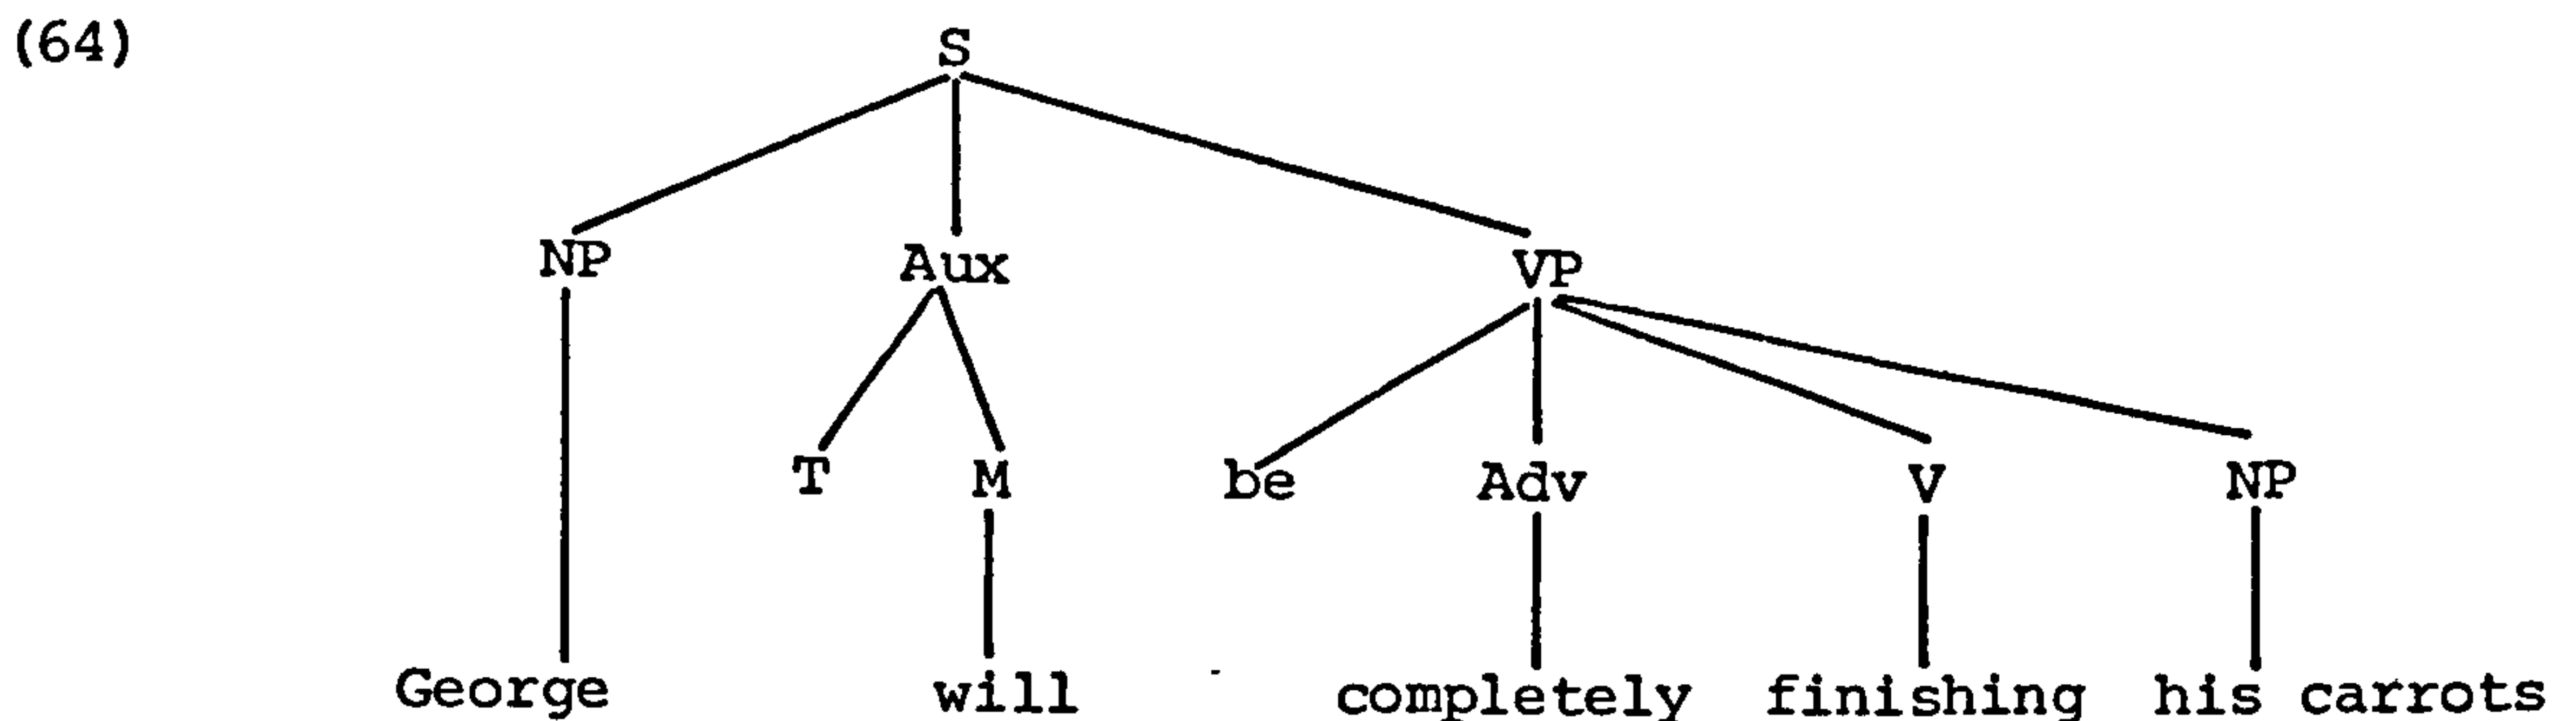 (64) S
NP Aux VP
T M be Adv V NP
George will completely finishing his carrots